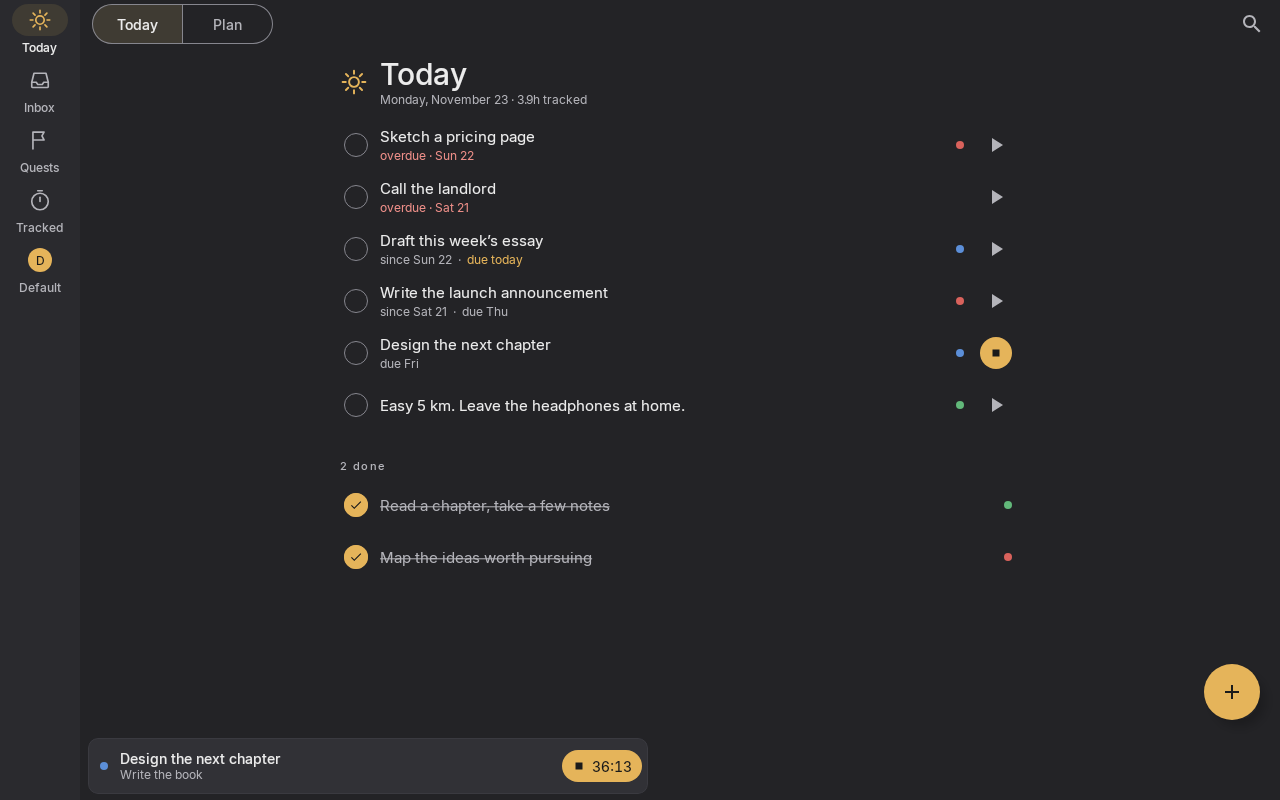 Today
Inbox
Quests
Tracked
D
Default
Today
Plan
Today
Monday, November 23 · 3.9h tracked
Sketch a pricing page
overdue · Sun 22
Call the landlord
overdue · Sat 21
Draft this week’s essay
since Sun 22 · due today
Write the launch announcement
since Sat 21 · due Thu
Design the next chapter
due Fri
Easy 5 km. Leave the headphones at home.
2 done
Read a chapter, take a few notes
Map the ideas worth pursuing
Design the next chapter
Write the book
36:13